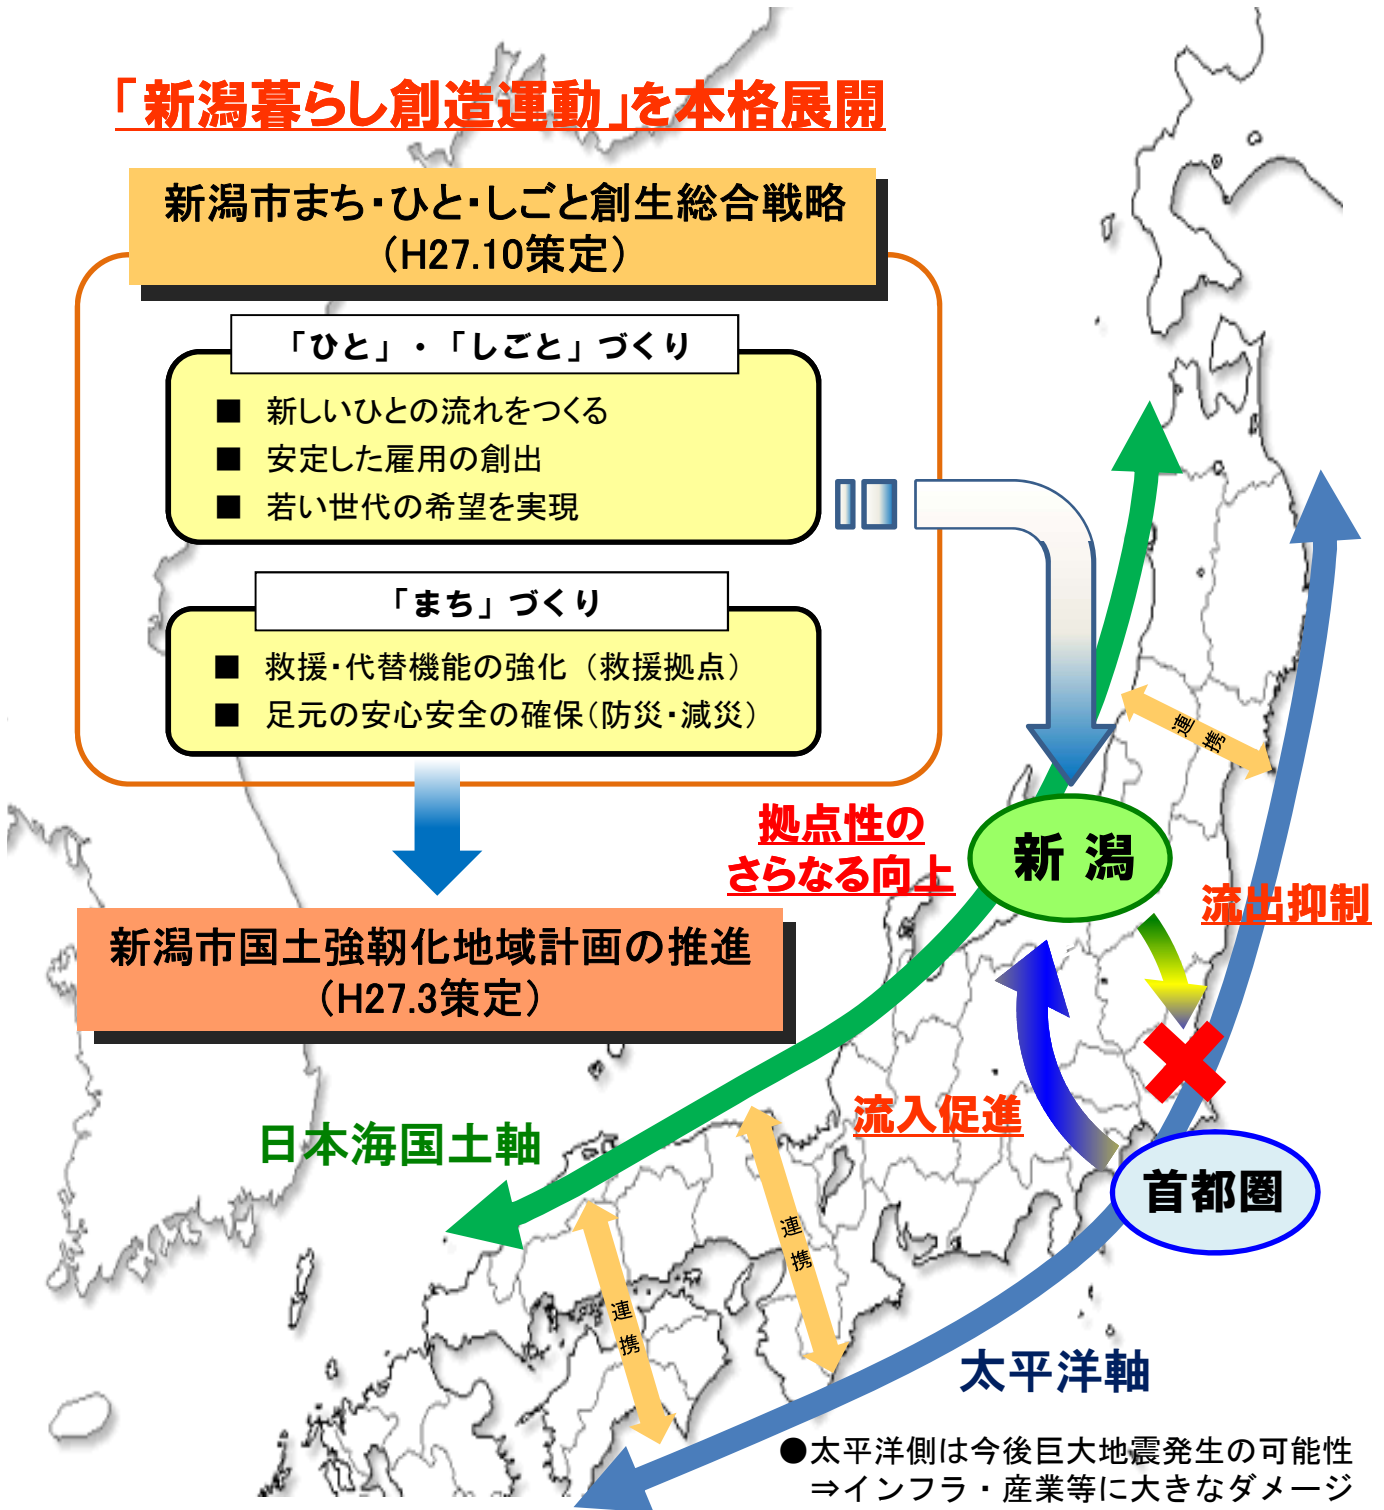 「新潟暮らし創造運動」を本格展開
新潟市まち・ひと・しごと創生総合戦略
(H27.10策定)
「ひと」・「しごと」づくり
■ 新しいひとの流れをつくる
■ 安定した雇用の創出
■ 若い世代の希望を実現
「まち」づくり
■ 救援・代替機能の強化（救援拠点）
■ 足元の安心安全の確保（防災・減災）
連携
拠点性の
さらなる向上
新 潟
流出抑制
新潟市国土強靭化地域計画の推進
(H27.3策定)
流入促進
日本海国土軸
首都圏
連携
連携
太平洋軸
●太平洋側は今後巨大地震発生の可能性
⇒インフラ・産業等に大きなダメージ